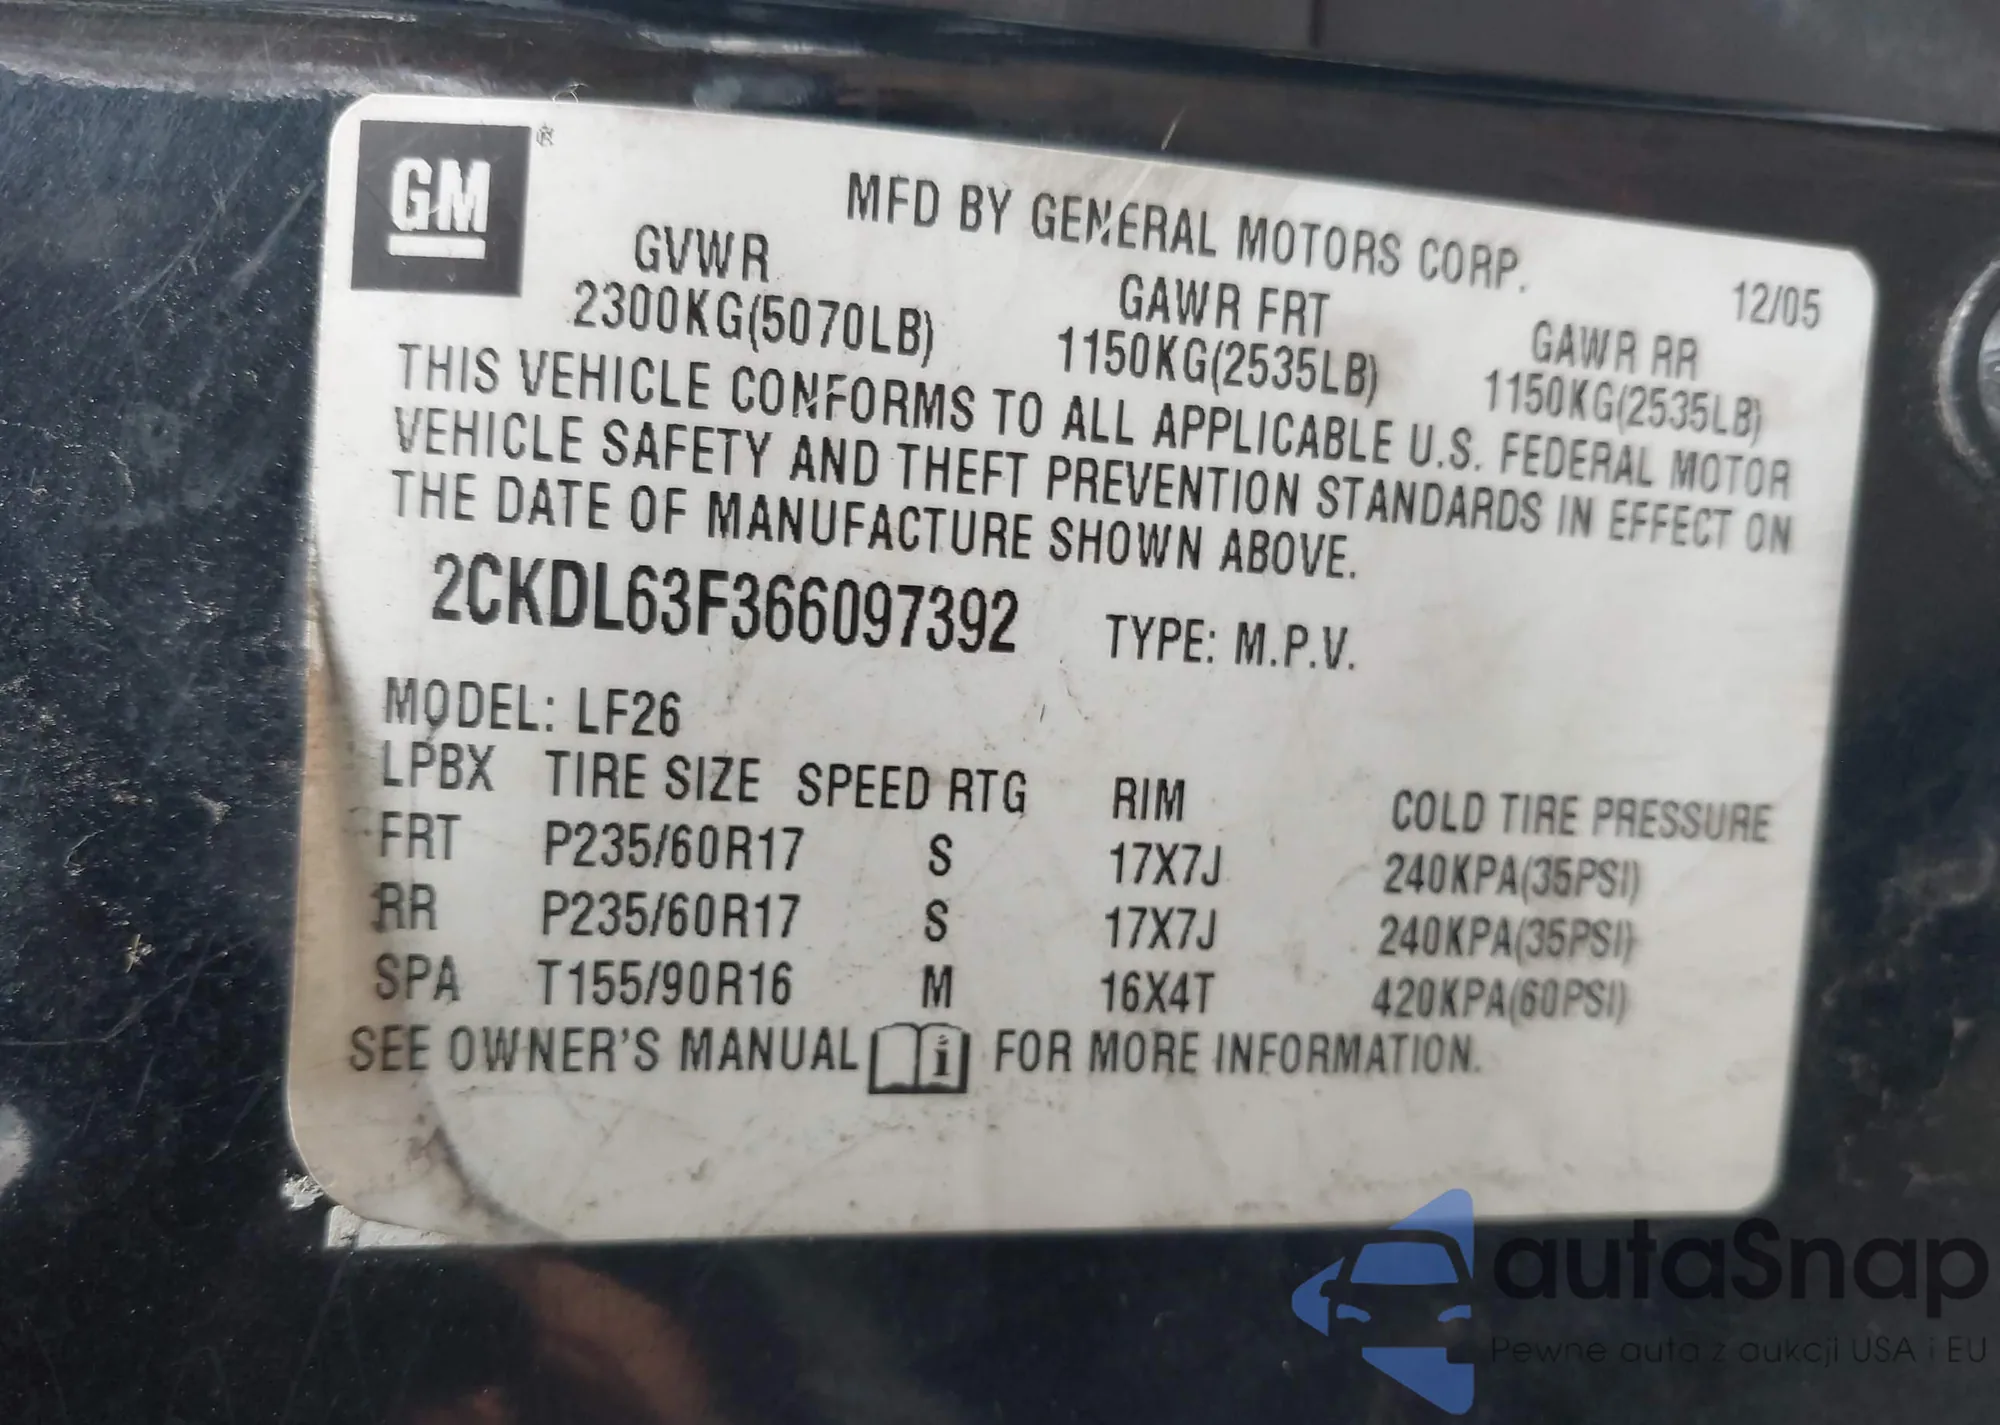 GM ®
MFD BY GENERAL MOTORS CORP.
12/05
GVWR GAWR FRT GAWR RR
2300KG(5070LB) 1150KG(2535LB) 1150KG(2535LB)
THIS VEHICLE CONFORMS TO ALL APPLICABLE U.S. FEDERAL MOTOR
VEHICLE SAFETY AND THEFT PREVENTION STANDARDS IN EFFECT ON
THE DATE OF MANUFACTURE SHOWN ABOVE.
2CKDL63F366097392 TYPE: M.P.V.
MODEL: LF26
LPBX TIRE SIZE SPEED RTG RIM COLD TIRE PRESSURE
FRT P235/60R17 S 17X7J 240KPA(35PSI)
RR P235/60R17 S 17X7J 240KPA(35PSI)
SPA T155/90R16 M 16X4T 420KPA(60PSI)
SEE OWNER'S MANUAL i FOR MORE INFORMATION.
autaSnap
Pewne auta z aukcji USA i EU